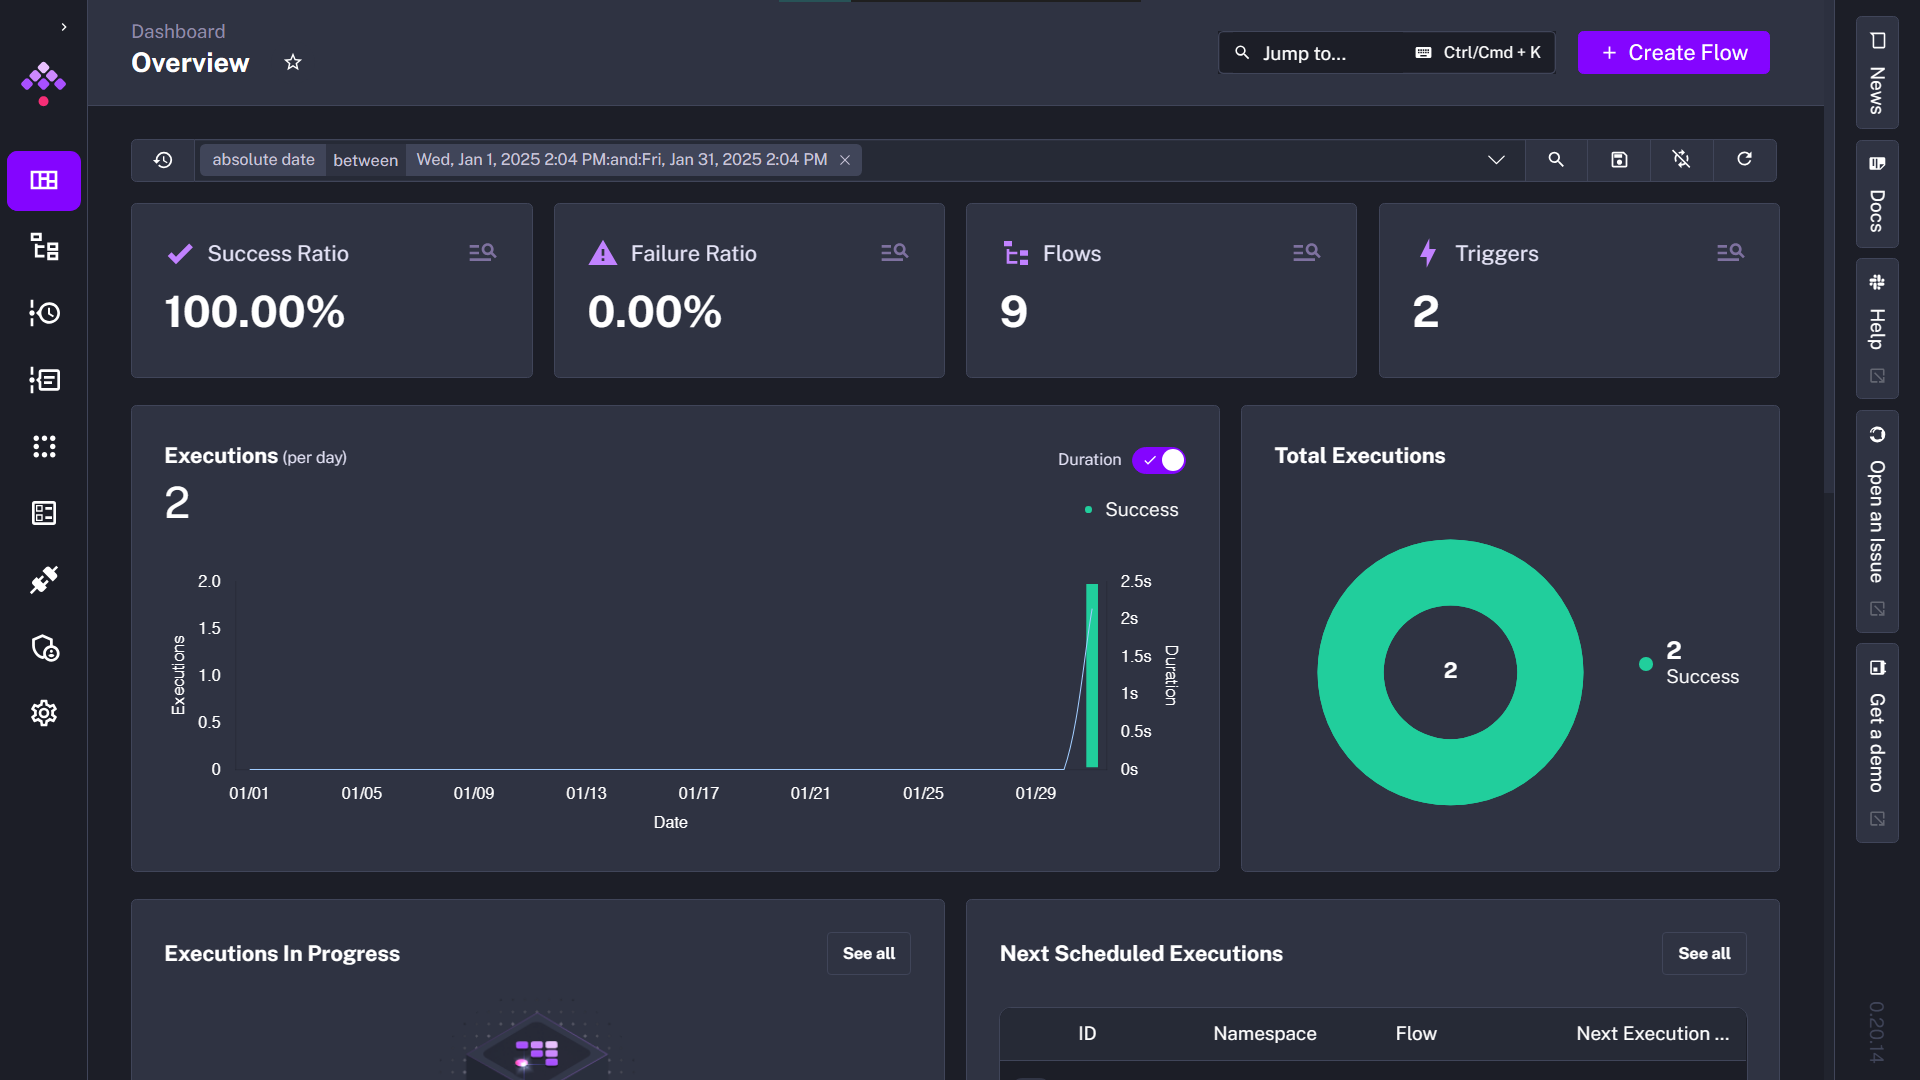 Dashboard
Overview
Jump to...
Ctrl/Cmd + K
Create Flow
absolute date between Wed, Jan 1, 2025 2:04 PM:and:Fri, Jan 31, 2025 2:04 PM
Success Ratio
100.00%
Failure Ratio
0.00%
Flows
9
Triggers
2
Executions (per day)
2
Duration
Success
2.0
1.5
1.0
0.5
0
Executions
2.5s
2s
1.5s
1s
0.5s
0s
Duration
01/01 01/05 01/09 01/13 01/17 01/21 01/25 01/29
Date
Total Executions
2
2
Success
Executions In Progress
See all
Next Scheduled Executions
See all
ID Namespace Flow Next Execution ...
News
Docs
Help
Open an Issue
Get a demo
0.20.14